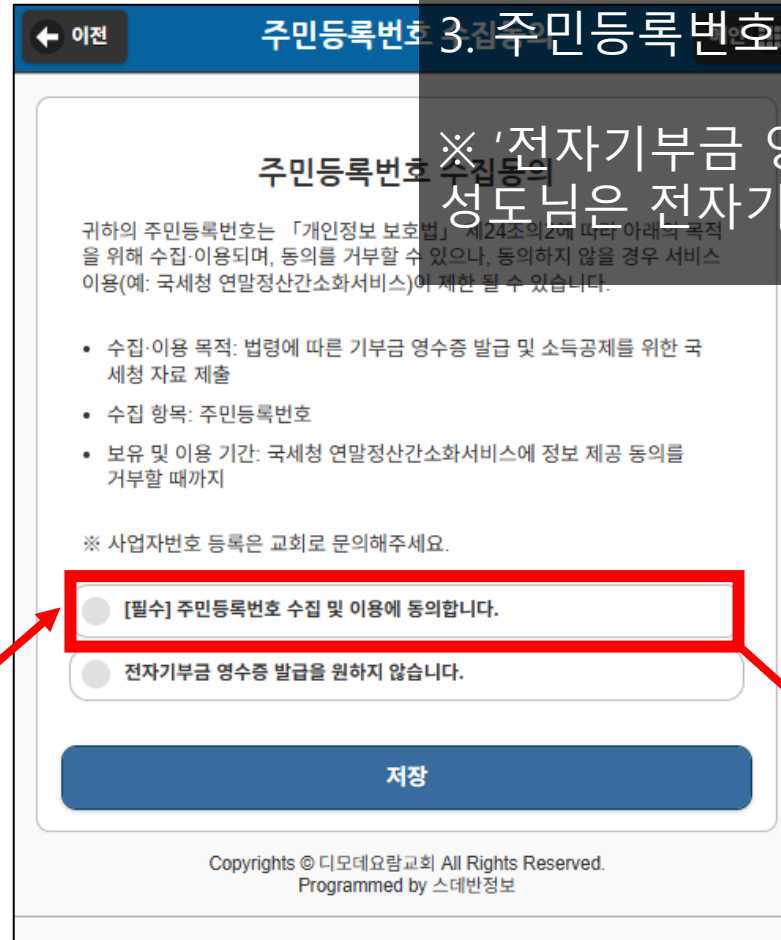 이전
주민등록번호 수집동의
3. 주민등록번호
※ '전자기부금
성도님은 전자기
주민등록번호 수집동의
귀하의 주민등록번호는 「개인정보 보호법」 제24조의2에 따라 아래의 목적
을 위해 수집·이용되며, 동의를 거부할 수 있으나, 동의하지 않을 경우 서비스
이용(예: 국세청 연말정산간소화서비스)이 제한 될 수 있습니다.
• 수집·이용 목적: 법령에 따른 기부금 영수증 발급 및 소득공제를 위한 국
세청 자료 제출
• 수집 항목: 주민등록번호
• 보유 및 이용 기간: 국세청 연말정산간소화서비스에 정보 제공 동의를
거부할 때까지
※ 사업자번호 등록은 교회로 문의해주세요.
[필수] 주민등록번호 수집 및 이용에 동의합니다.
전자기부금 영수증 발급을 원하지 않습니다.
저장
Copyrights © 디모데요람교회 All Rights Reserved.
Programmed by 스데반정보